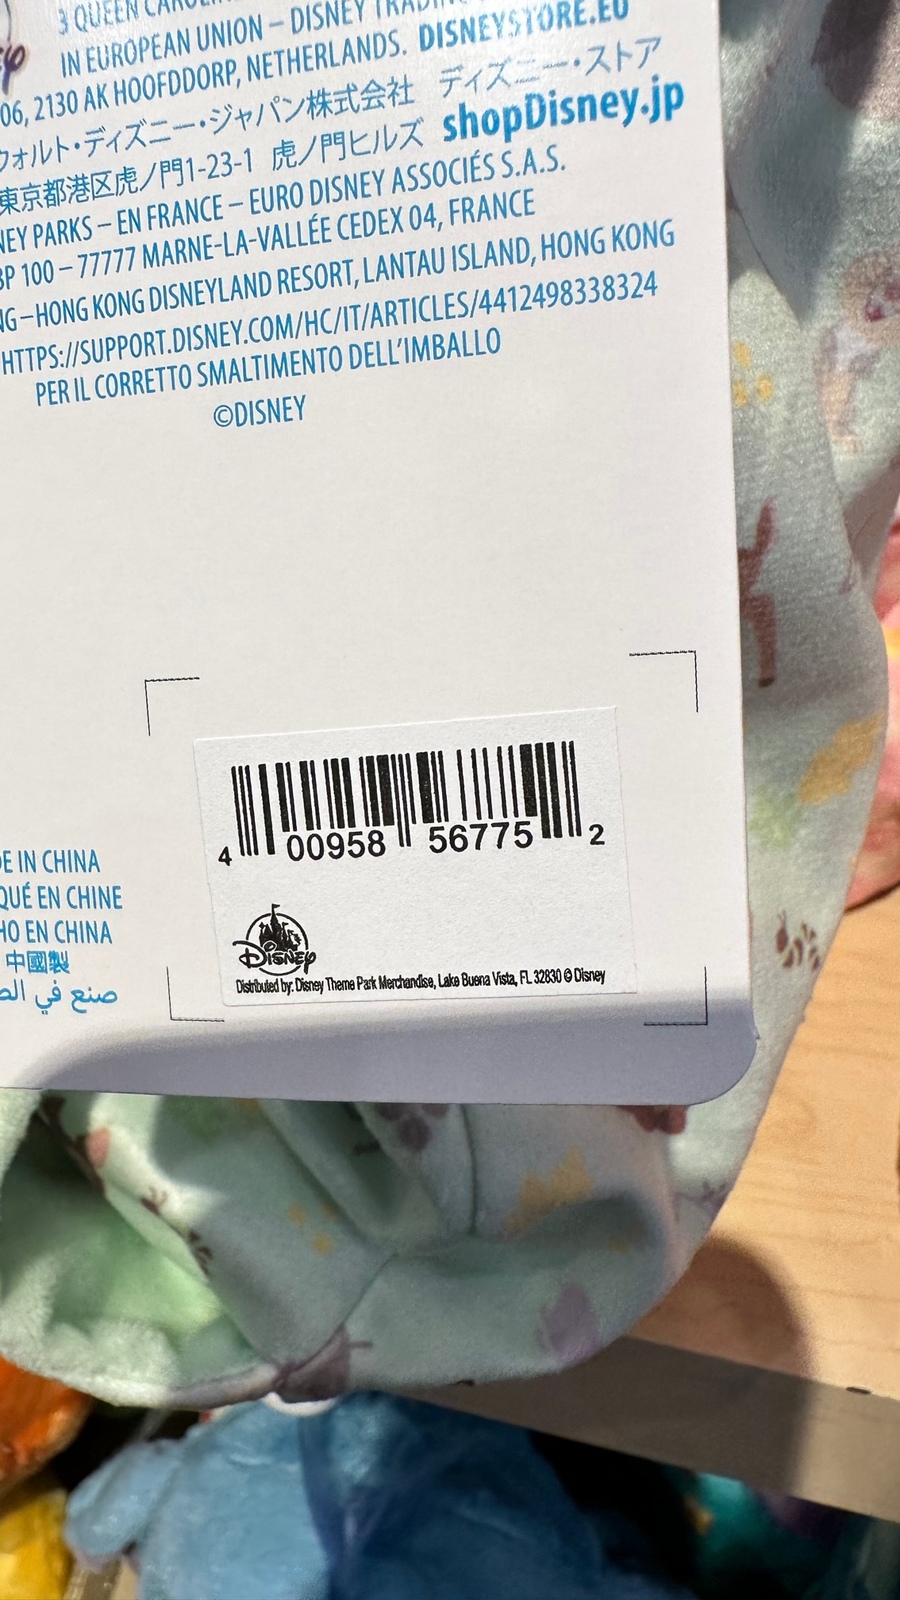 3 QUEEN
IN EUROPEAN UNION – DISNEY
06, 2130 AK HOOFDDORP, NETHERLANDS. DISNEYSTORE.EU
ウォルト・ディズニー・ジャパン株式会社 ディズニー・ストア
東京都港区虎ノ門1-23-1 虎ノ門ヒルズ shopDisney.jp
NEY PARKS – EN FRANCE – EURO DISNEY ASSOCIÉS S.A.S.
BP 100 – 77777 MARNE-LA-VALLÉE CEDEX 04, FRANCE
NG – HONG KONG DISNEYLAND RESORT, LANTAU ISLAND, HONG KONG
HTTPS://SUPPORT.DISNEY.COM/HC/IT/ARTICLES/4412498338324
PER IL CORRETTO SMALTIMENTO DELL'IMBALLO
©DISNEY
4 00958 56775 2
Disney
Distributed by: Disney Theme Park Merchandise, Lake Buena Vista, FL 32830 © Disney
DE IN CHINA
QUÉ EN CHINE
HO EN CHINA
中國製
صنع في